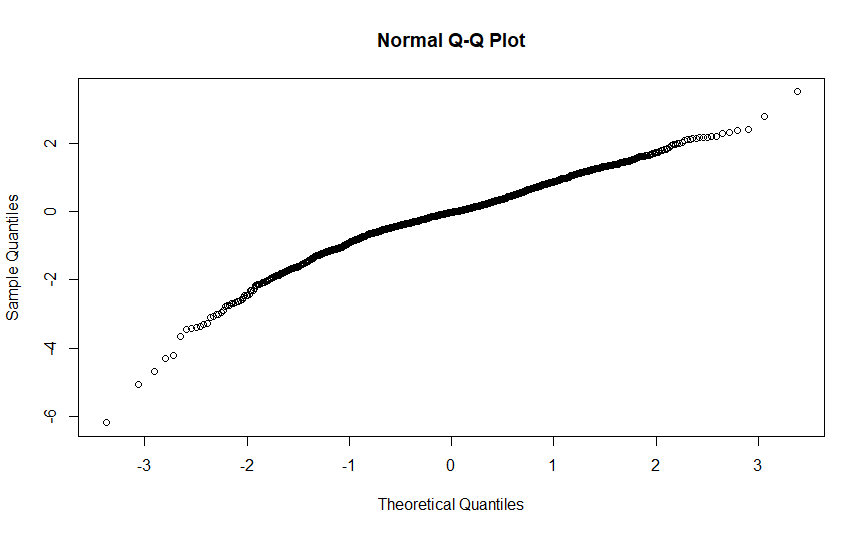 Normal Q-Q Plot
Sample Quantiles
2
0
-2
-4
-6
-3 -2 -1 0 1 2 3
Theoretical Quantiles